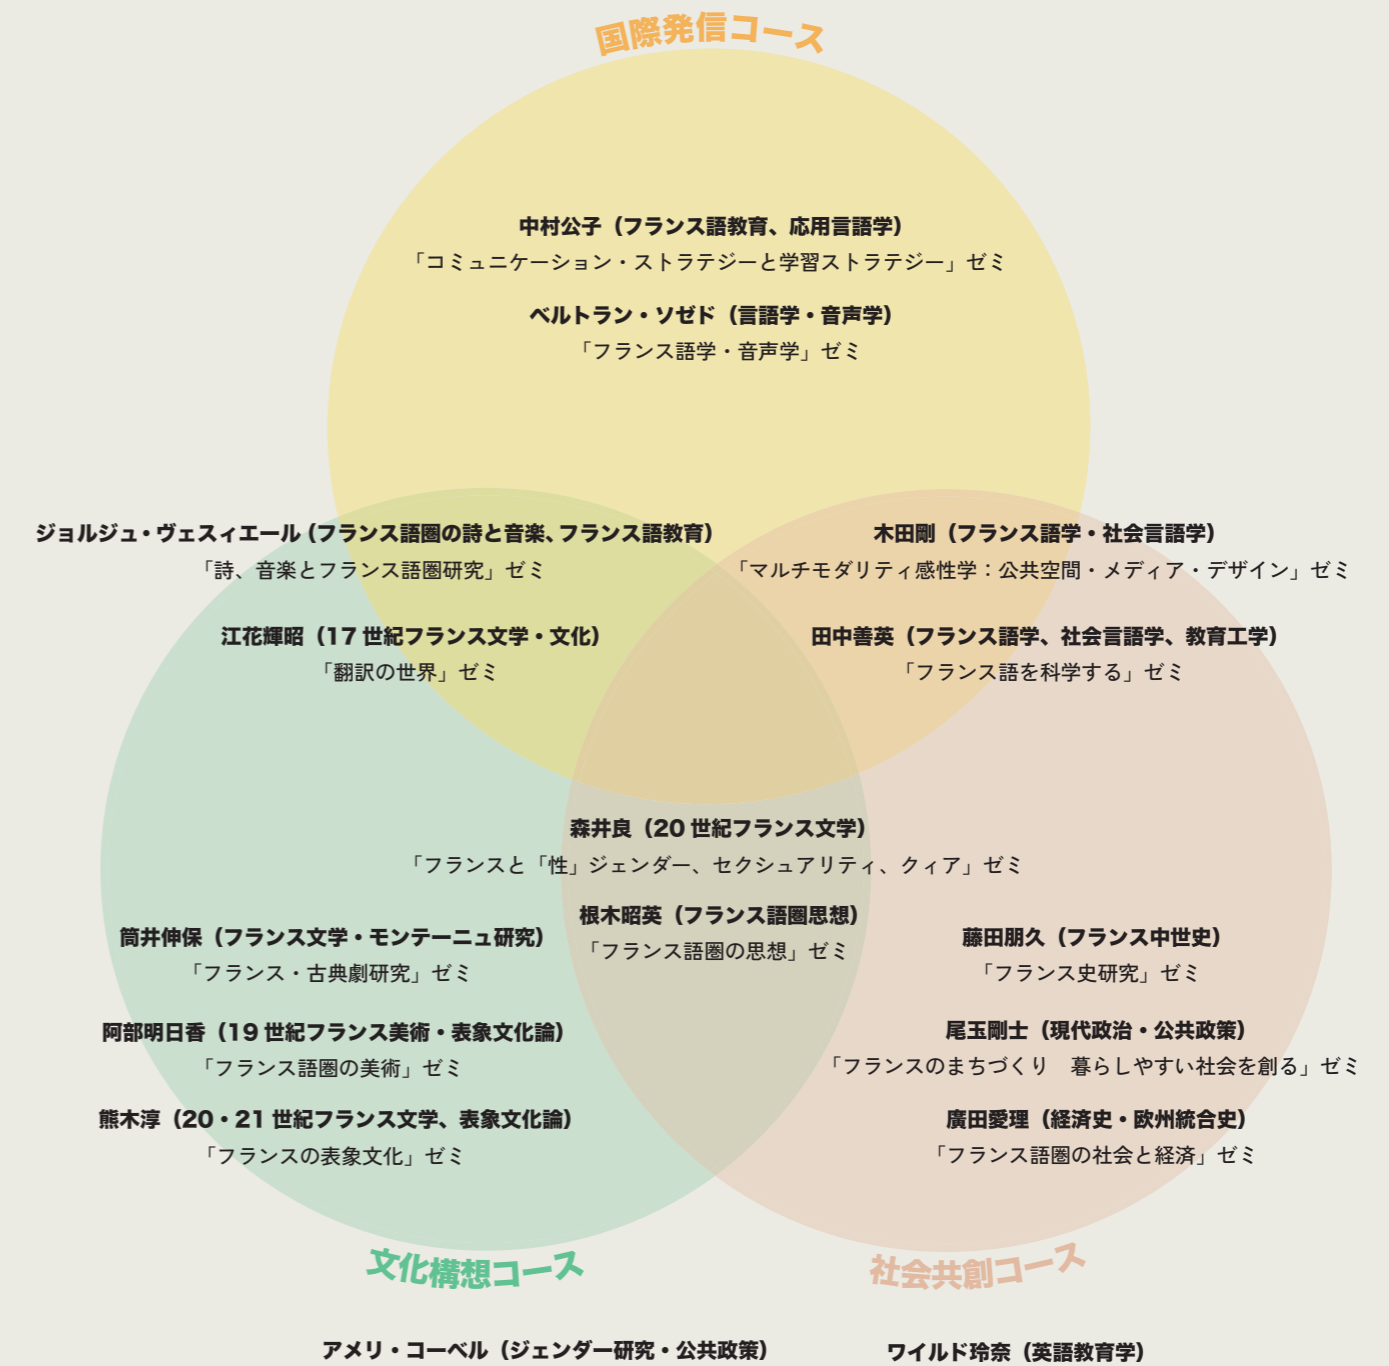 国際発信コース
中村公子（フランス語教育、応用言語学）
「コミュニケーション・ストラテジーと学習ストラテジー」ゼミ
ベルトラン・ソゼド（言語学・音声学）
「フランス語学・音声学」ゼミ
ジョルジュ・ヴェスィエール（フランス語圏の詩と音楽、フランス語教育）
「詩、音楽とフランス語圏研究」ゼミ
江花輝昭（17 世紀フランス文学・文化）
「翻訳の世界」ゼミ
木田剛（フランス語学・社会言語学）
「マルチモダリティ感性学：公共空間・メディア・デザイン」ゼミ
田中善英（フランス語学、社会言語学、教育工学）
「フランス語を科学する」ゼミ
森井良（20 世紀フランス文学）
「フランスと「性」ジェンダー、セクシュアリティ、クィア」ゼミ
根木昭英（フランス語圏思想）
「フランス語圏の思想」ゼミ
筒井伸保（フランス文学・モンテーニュ研究）
「フランス・古典劇研究」ゼミ
阿部明日香（19 世紀フランス美術・表象文化論）
「フランス語圏の美術」ゼミ
熊木淳（20・21 世紀フランス文学、表象文化論）
「フランスの表象文化」ゼミ
藤田朋久（フランス中世史）
「フランス史研究」ゼミ
尾玉剛士（現代政治・公共政策）
「フランスのまちづくり　暮らしやすい社会を創る」ゼミ
廣田愛理（経済史・欧州統合史）
「フランス語圏の社会と経済」ゼミ
文化構想コース
社会共創コース
アメリ・コーベル（ジェンダー研究・公共政策）
ワイルド玲奈（英語教育学）